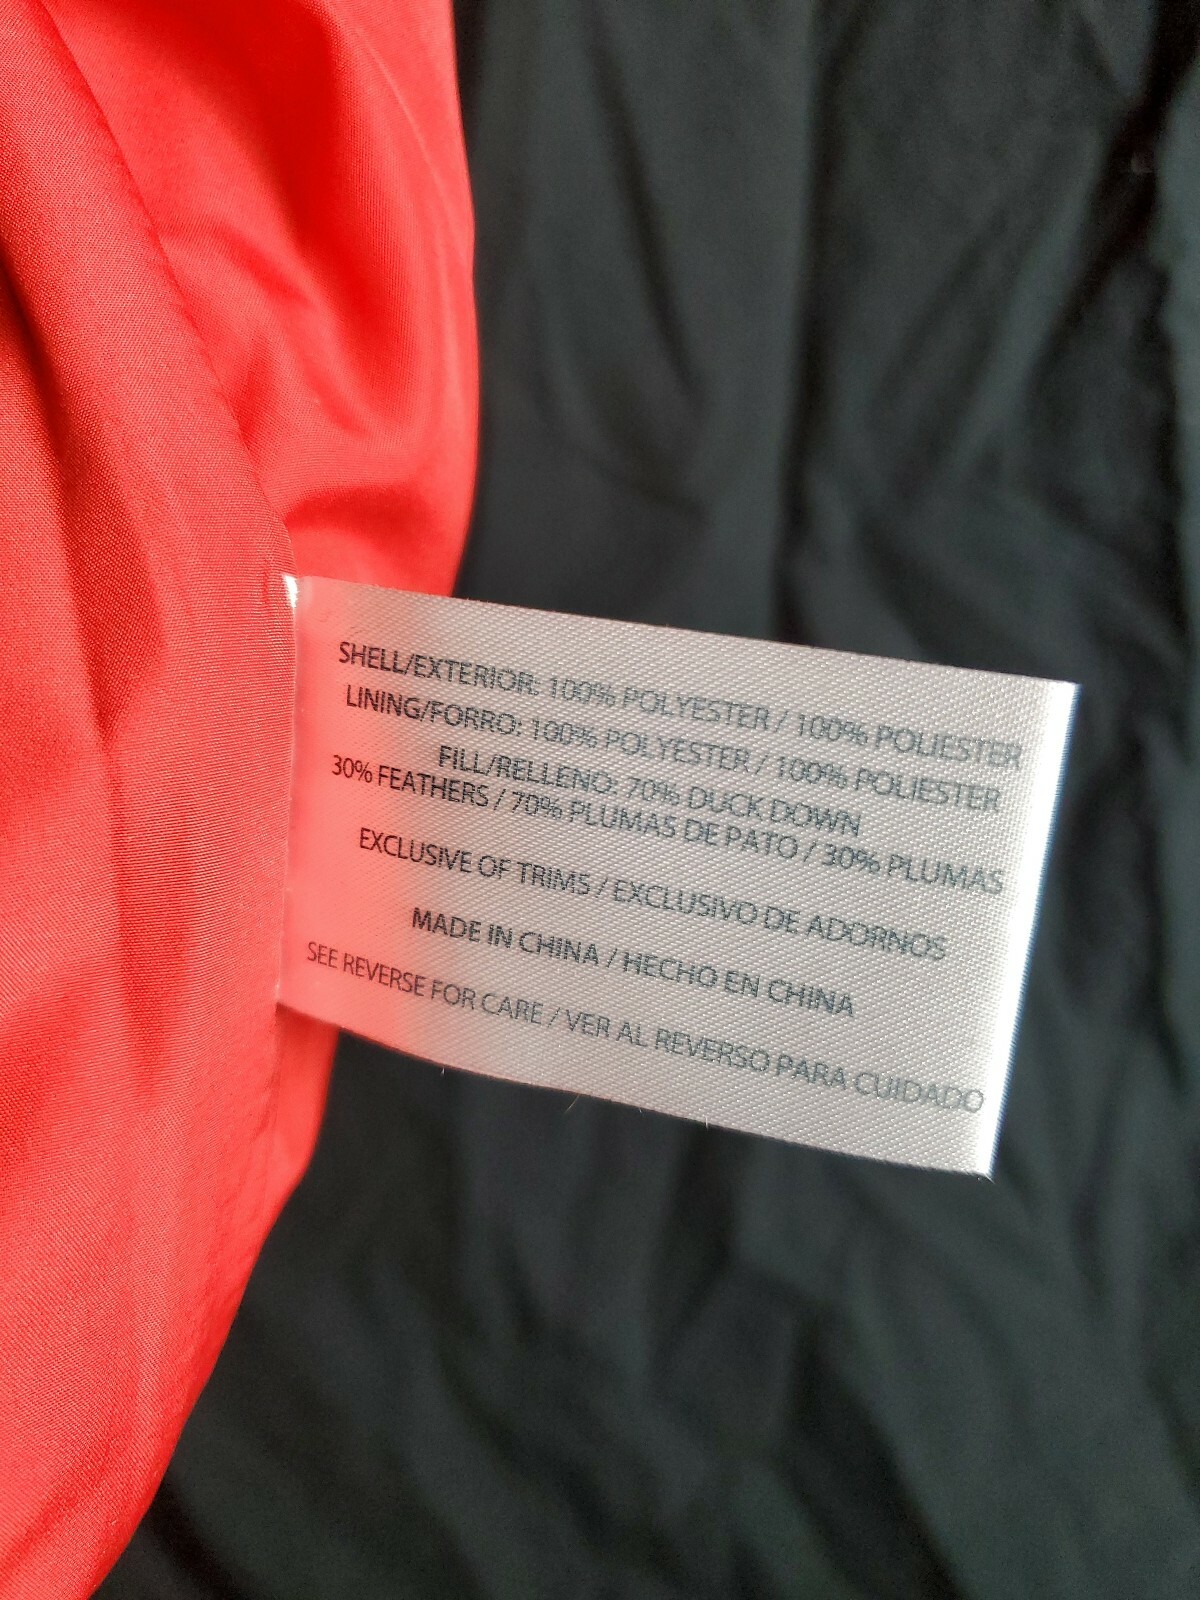 SHELL/EXTERIOR: 100% POLYESTER / 100% POLIESTER
LINING/FORRO: 100% POLYESTER / 100% POLIESTER
FILL/RELLENO: 70% DUCK DOWN
30% FEATHERS / 70% PLUMAS DE PATO / 30% PLUMAS
EXCLUSIVE OF TRIMS / EXCLUSIVO DE ADORNOS
MADE IN CHINA / HECHO EN CHINA
SEE REVERSE FOR CARE / VER AL REVERSO PARA CUIDADO